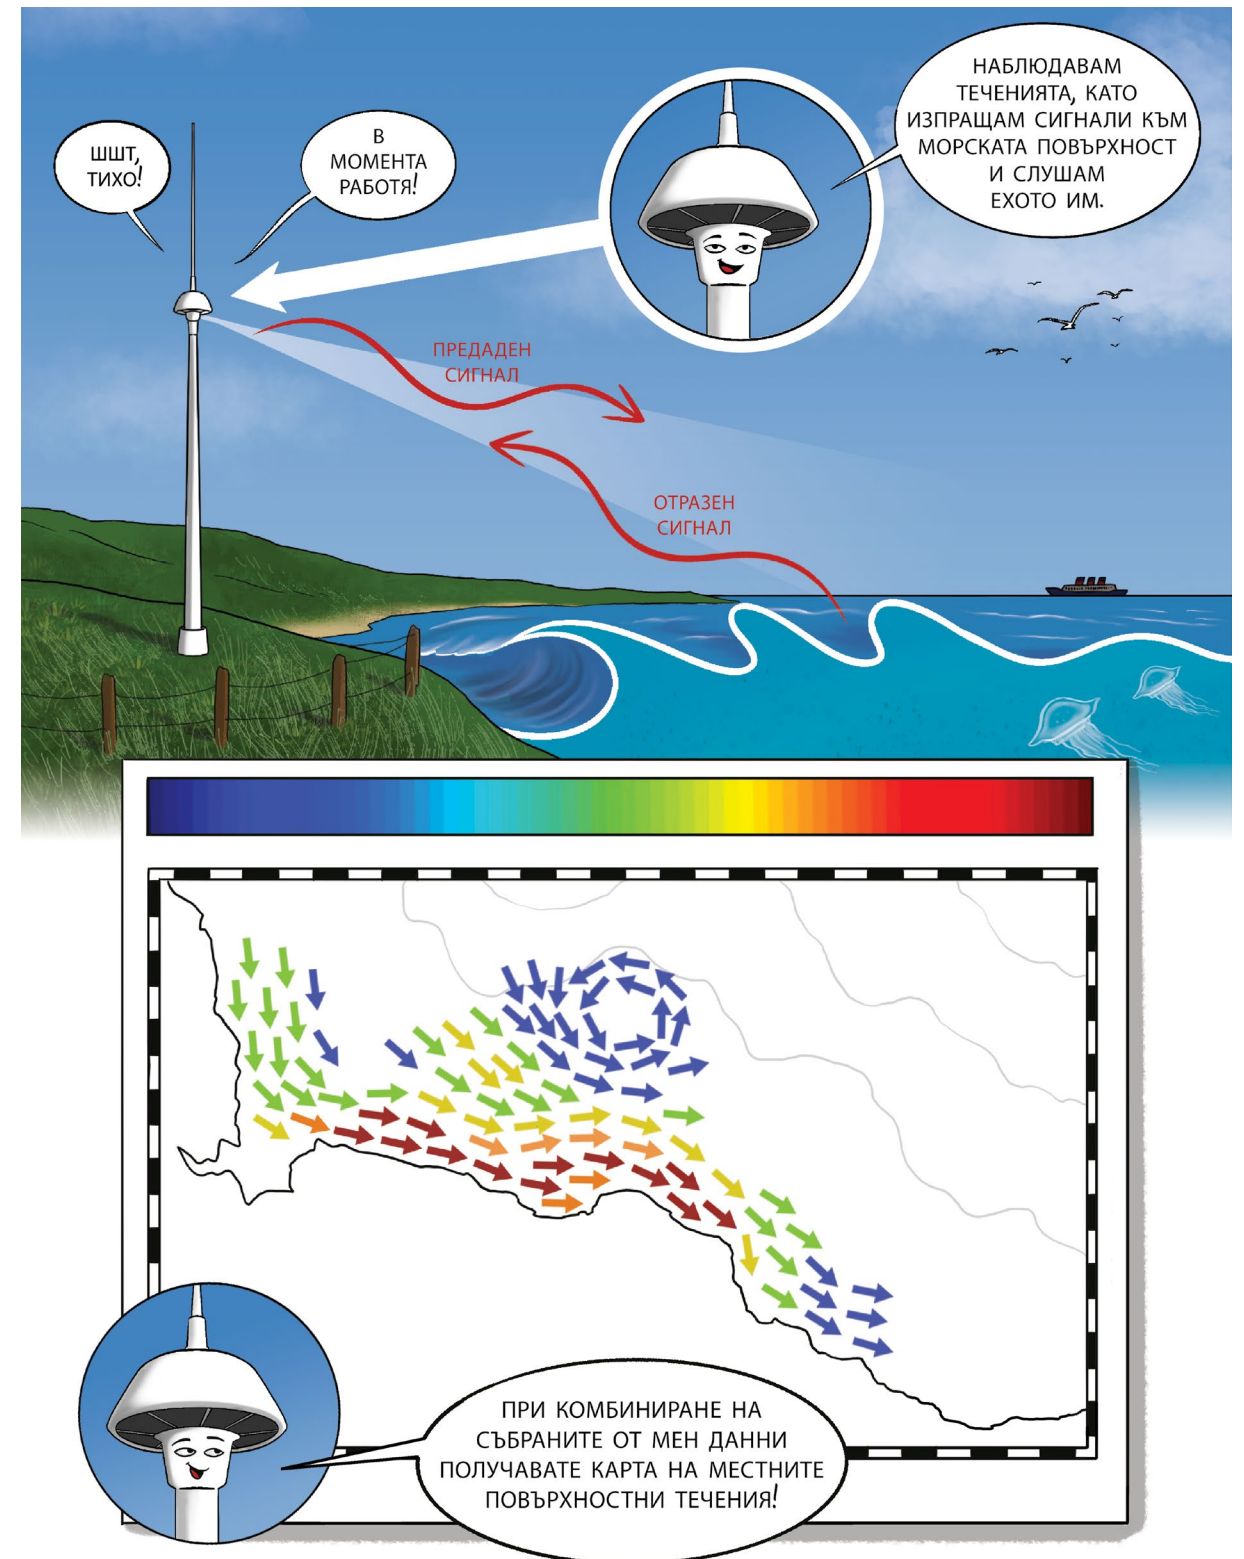 ШШТ,
ТИХО!
В
МОМЕНТА
РАБОТЯ!
НАБЛЮДАВАМ
ТЕЧЕНИЯТА, КАТО
ИЗПРАЩАМ СИГНАЛИ КЪМ
МОРСКАТА ПОВЪРХНОСТ
И СЛУШАМ
ЕХОТО ИМ.
ПРЕДАДЕН
СИГНАЛ
ОТРАЗЕН
СИГНАЛ
ПРИ КОМБИНИРАНЕ НА
СЪБРАНИТЕ ОТ МЕН ДАННИ
ПОЛУЧАВАТЕ КАРТА НА МЕСТНИТЕ
ПОВЪРХНОСТНИ ТЕЧЕНИЯ!